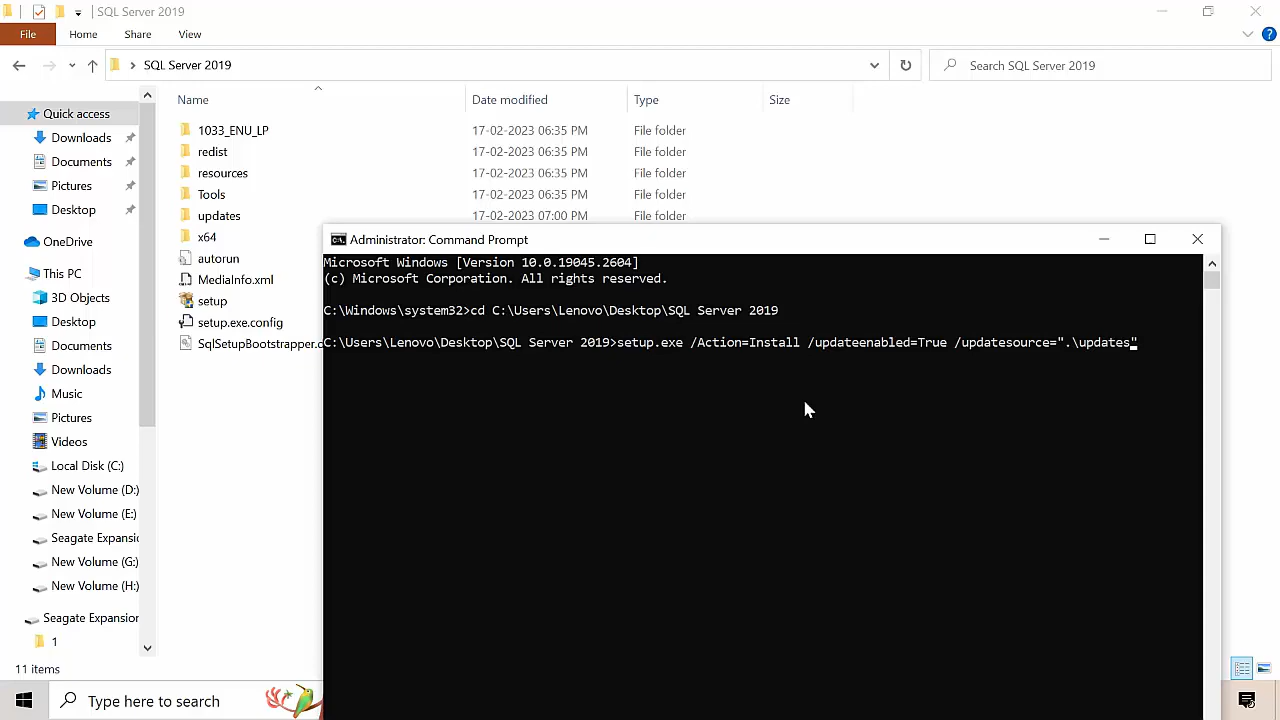 SQL Server 2019
File Home Share View
SQL Server 2019
Search SQL Server 2019
Name Date modified Type Size
Quick access
Downloads
Documents
Pictures
Desktop
OneDrive
This PC
3D Objects
Desktop
Documents
Downloads
Music
Pictures
Videos
Local Disk (C:)
New Volume (D:)
New Volume (E:)
Seagate Expansic
New Volume (G:)
New Volume (H:)
Seagate Expansion
1
1033_ENU_LP 17-02-2023 06:35 PM File folder
redist 17-02-2023 06:35 PM File folder
resources 17-02-2023 06:35 PM File folder
Tools 17-02-2023 06:35 PM File folder
updates 17-02-2023 07:00 PM File folder
x64
autorun
MediaInfo.xml
setup
setup.exe.config
SqlSetupBootstrapper.d
Administrator: Command Prompt
C:\.
Microsoft Windows [Version 10.0.19045.2604]
(c) Microsoft Corporation. All rights reserved.
C:\Windows\system32>cd C:\Users\Lenovo\Desktop\SQL Server 2019
C:\Users\Lenovo\Desktop\SQL Server 2019>setup.exe /Action=Install /updateenabled=True /updatesource=".\updates"
11 items
Type here to search